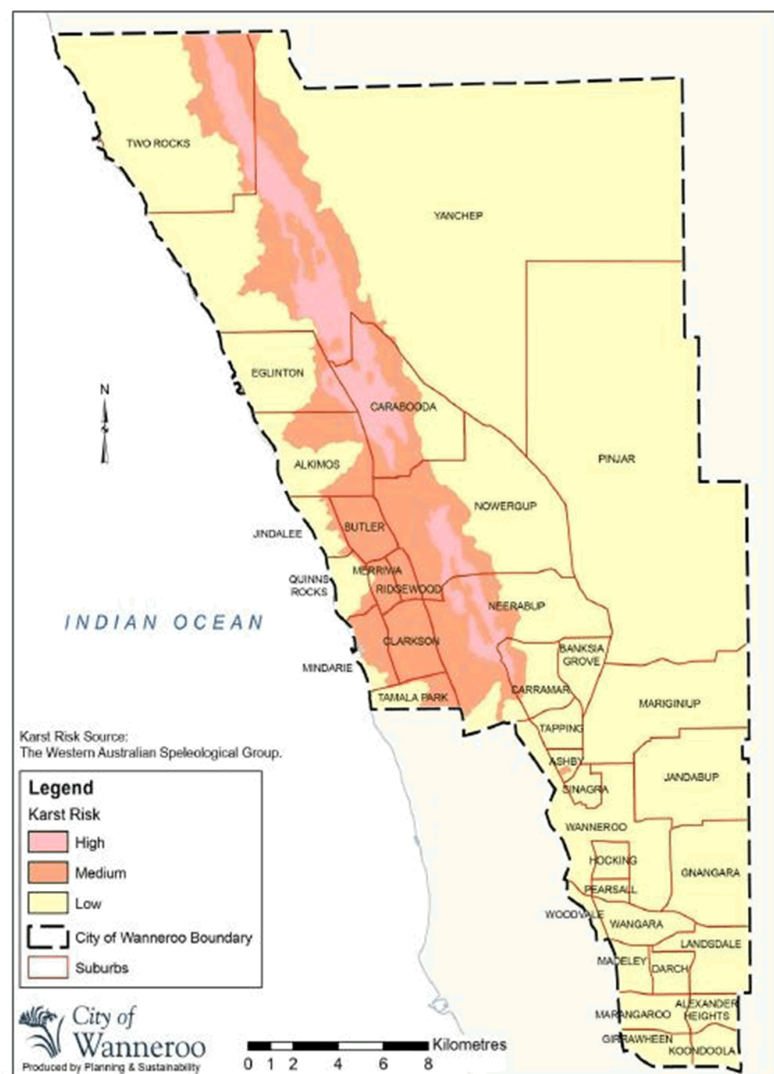 TWO ROCKS
YANCHEP
EGLINTON
N
CARABOODA
PINJAR
ALKIMOS
NOWERGUP
BUTLER
JINDALEE
MERRIWA
QUINNS
ROCKS
RIDGEWOOD
NEERABUP
INDIAN OCEAN
CLARKSON
BANKSIA
GROVE
MINDARIE
CARRAMAR
TAMALA PARK
MARIGINIUP
TAPPING
Karst Risk Source:
The Western Australian Speleological Group.
ASHBY
JANDABUP
SINAGRA
WANNEROO
HOCKING
GNANGARA
PEARSALL
WOODVALE
WANGARA
LANDSDALE
MADELEY
DARCH
MARANGAROO
ALEXANDER
HEIGHTS
GIRRAWHEEN
KOONDOOLA
Legend
Karst Risk
High
Medium
Low
City of Wanneroo Boundary
Suburbs
City of
Wanneroo
Produced by Planning & Sustainability
Kilometres
0 1 2 4 6 8